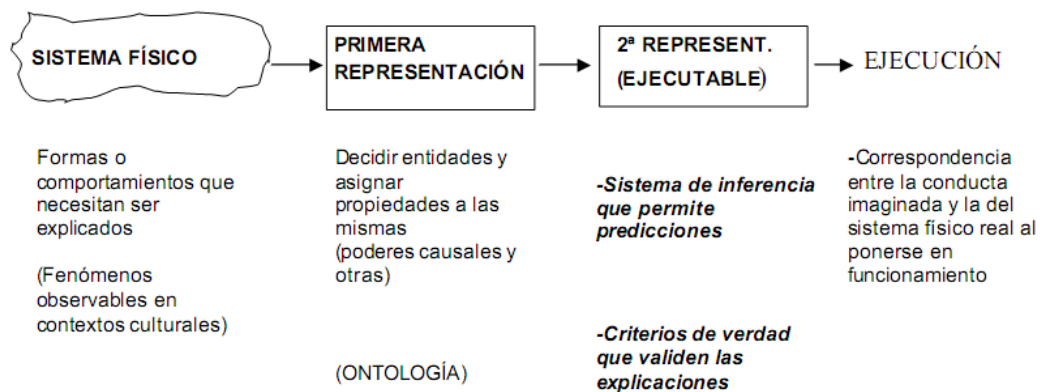 SISTEMA FÍSICO
PRIMERA
REPRESENTACIÓN
2ª REPRESENT.
(EJECUTABLE)
EJECUCIÓN
Formas o
comportamientos que
necesitan ser
explicados
(Fenómenos
observables en
contextos culturales)
Decidir entidades y
asignar
propiedades a las
mismas
(poderes causales y
otras)
(ONTOLOGÍA)
-Sistema de inferencia
que permite
predicciones
-Criterios de verdad
que validen las
explicaciones
-Correspondencia
entre la conducta
imaginada y la del
sistema físico real al
ponerse en
funcionamiento